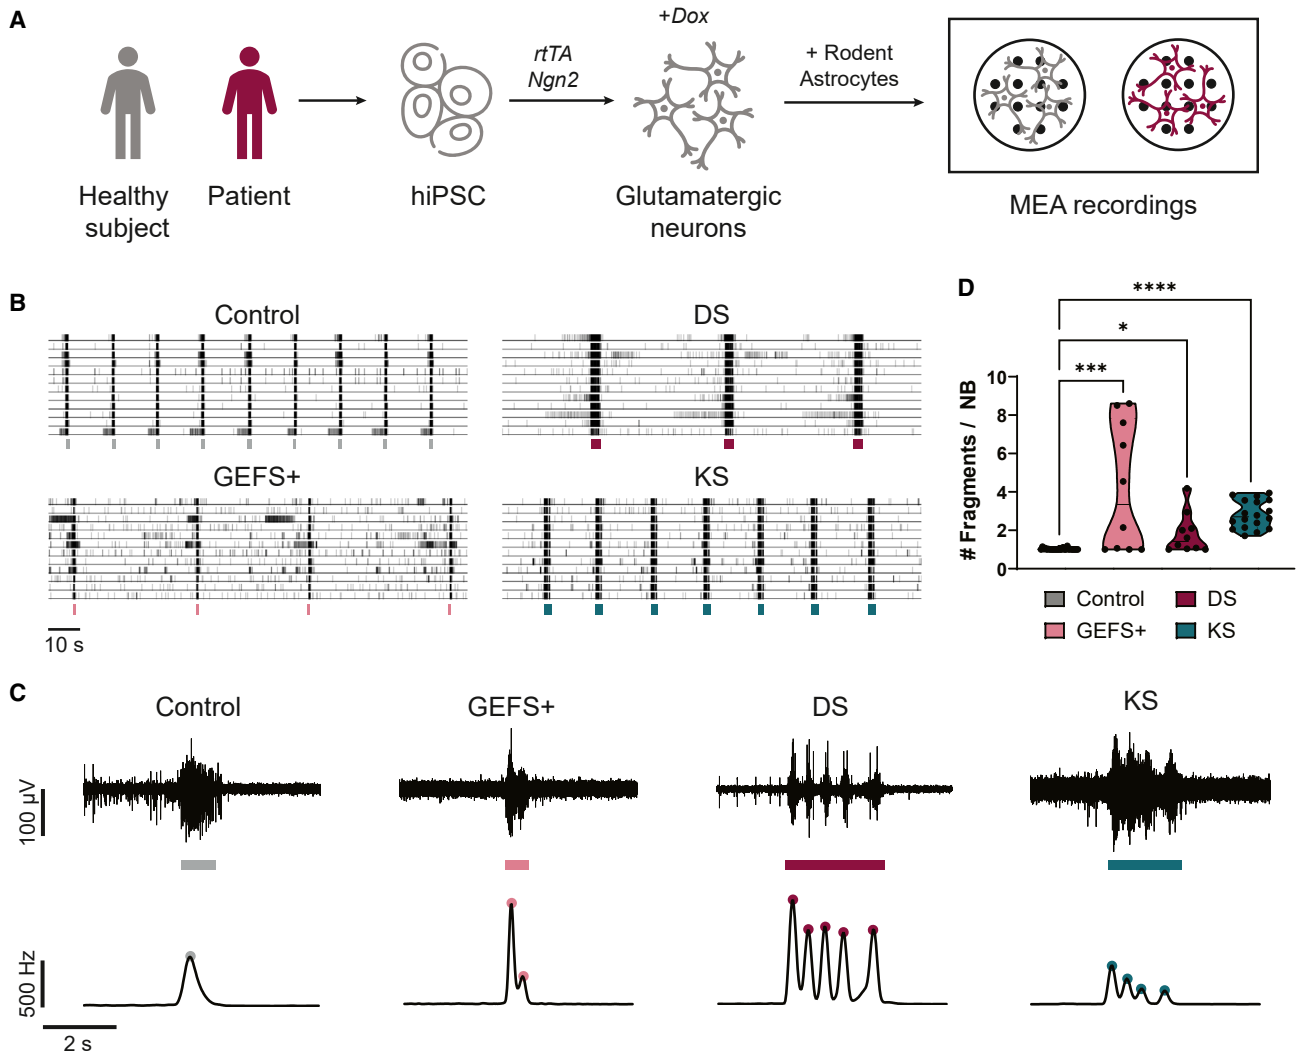 A
Healthy
subject
Patient
hiPSC
rtTA
Ngn2
+Dox
Glutamatergic
neurons
+ Rodent
Astrocytes
MEA recordings
B
Control
DS
GEFS+
KS
10 s
D
****
*
***
# Fragments / NB
10
8
6
4
2
0
Control
DS
GEFS+
KS
C
Control
GEFS+
DS
KS
100 µV
500 Hz
2 s